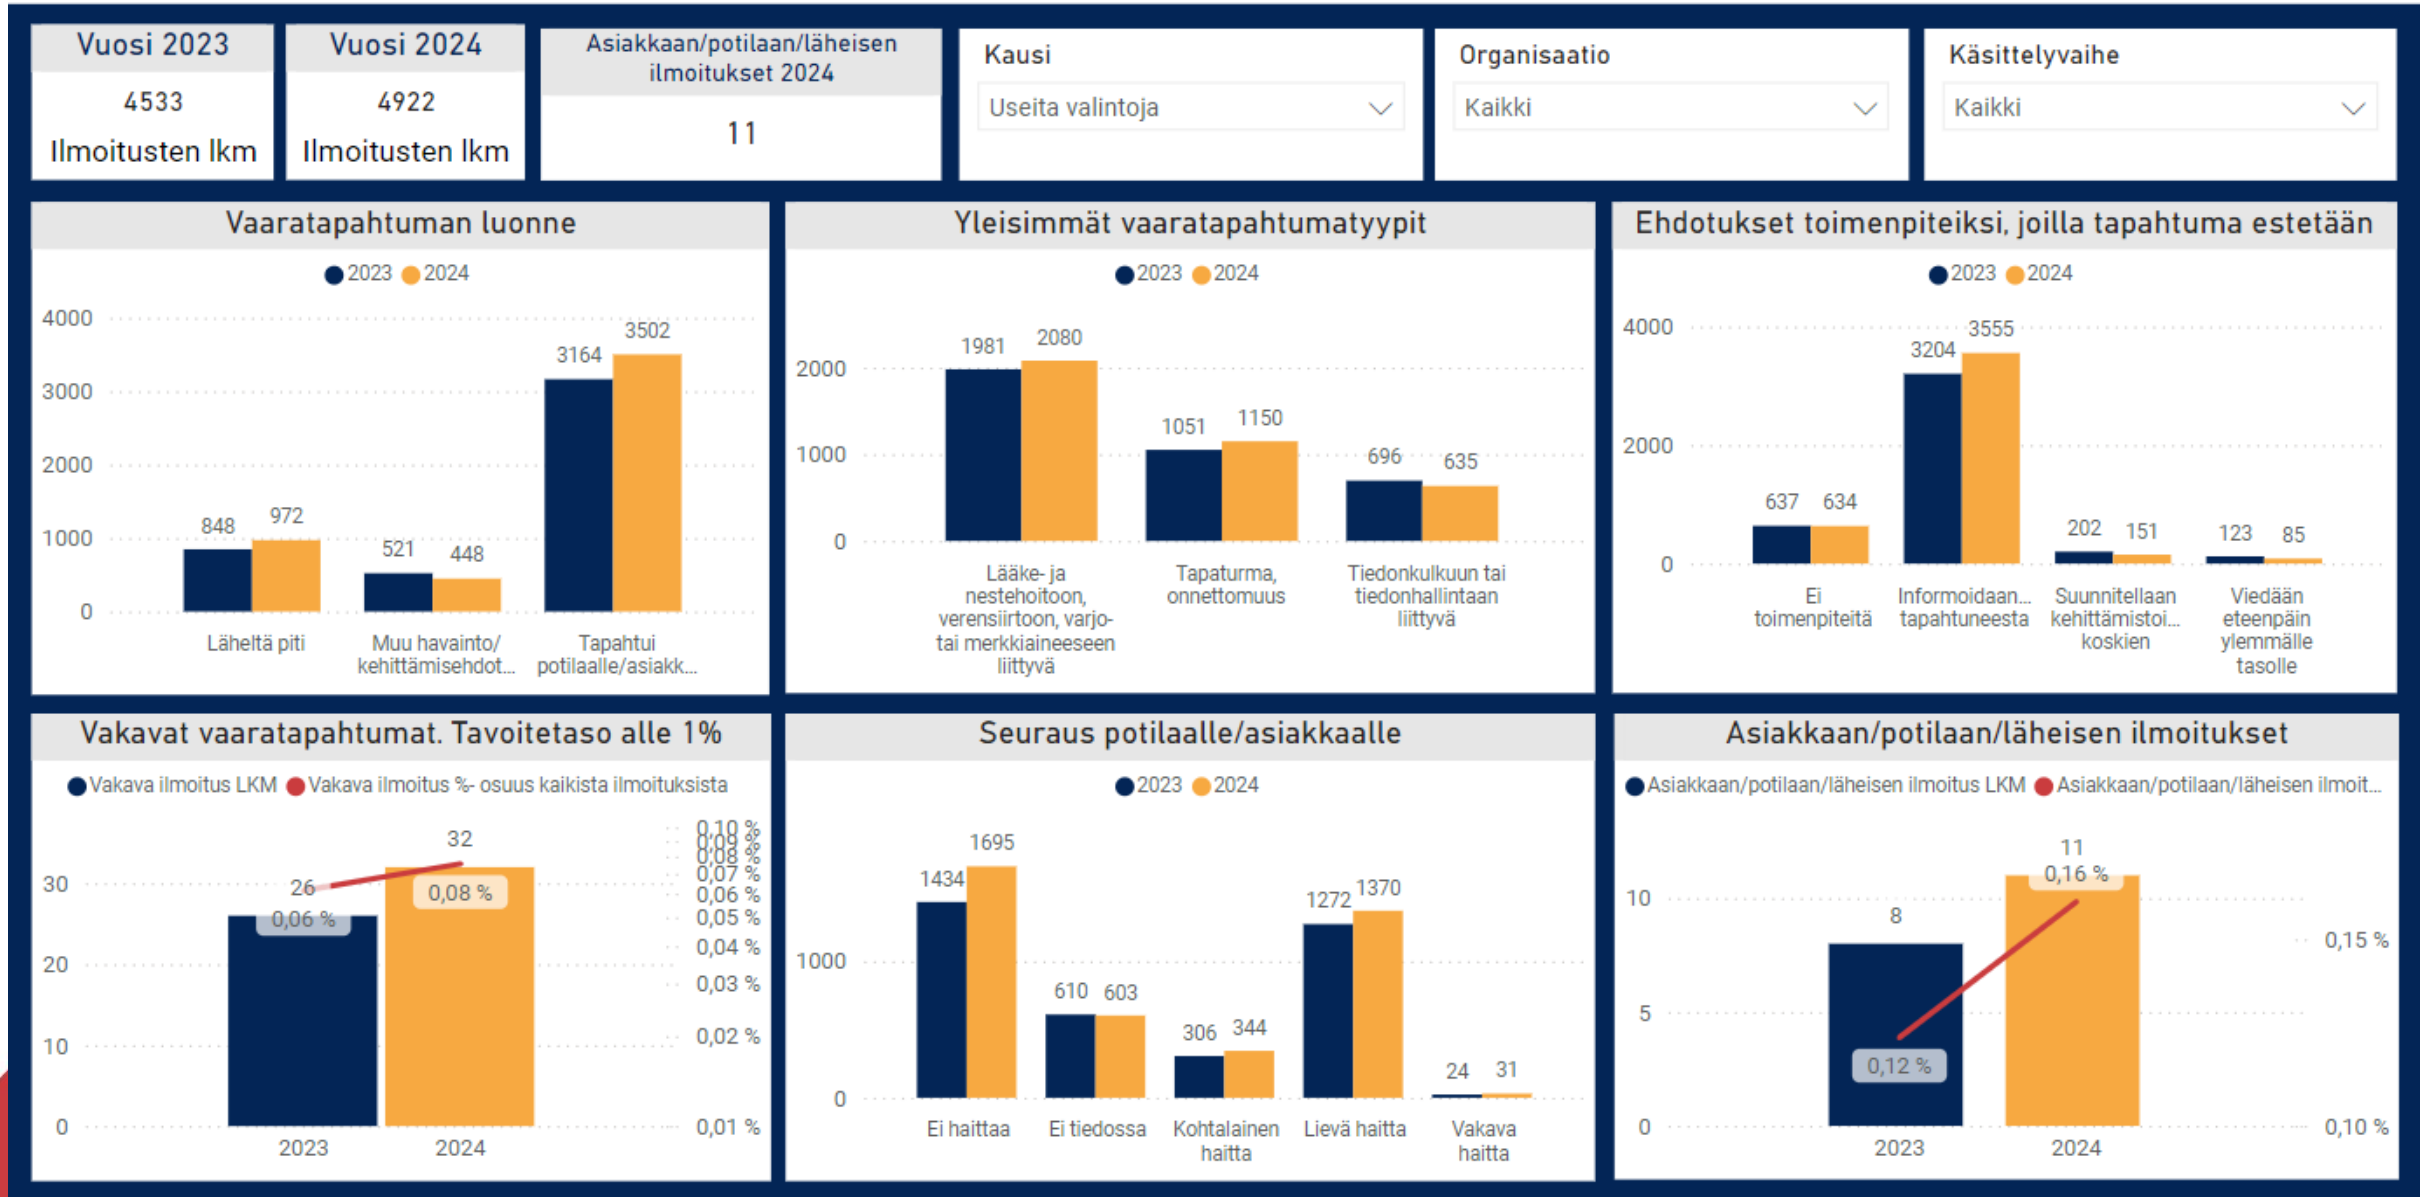 Vuosi 2023
4533
Ilmoitusten lkm
Vuosi 2024
4922
Ilmoitusten lkm
Asiakkaan/potilaan/läheisen
ilmoitukset 2024
11
Kausi
Useita valintoja
Organisaatio
Kaikki
Käsittelyvaihe
Kaikki
Vaaratapahtuman luonne
2023 2024
4000
3000
2000
1000
0
848
972
521
448
3164
3502
Läheltä piti
Muu havainto/
kehittämisehdot...
Tapahtui
potilaalle/asiakk...
Yleisimmät vaaratapahtumatyypit
2023 2024
2000
1000
0
1981
2080
1051
1150
696
635
Lääke- ja
nestehoitoon,
verensiirtoon, varjo-
tai merkkiaineeseen
liittyvä
Tapaturma,
onnettomuus
Tiedonkulkuun tai
tiedonhallintaan
liittyvä
Ehdotukset toimenpiteiksi, joilla tapahtuma estetään
2023 2024
4000
2000
0
637
634
3204
3555
202
151
123
85
Ei
toimenpiteitä
Informoidaan...
tapahtuneesta
Suunnitellaan
kehittämistoi...
koskien
Viedään
eteenpäin
ylemmälle
tasolle
Vakavat vaaratapahtumat. Tavoitetaso alle 1%
Vakava ilmoitus LKM Vakava ilmoitus %- osuus kaikista ilmoituksista
30
20
10
0
26
0,06 %
32
0,08 %
0,10 %
0,09 %
0,08 %
0,07 %
0,06 %
0,05 %
0,04 %
0,03 %
0,02 %
0,01 %
2023
2024
Seuraus potilaalle/asiakkaalle
2023 2024
1000
0
1434
1695
610
603
306
344
1272
1370
24
31
Ei haittaa
Ei tiedossa
Kohtalainen
haitta
Lievä haitta
Vakava
haitta
Asiakkaan/potilaan/läheisen ilmoitukset
Asiakkaan/potilaan/läheisen ilmoitus LKM Asiakkaan/potilaan/läheisen ilmoit...
10
5
0
8
0,12 %
11
0,16 %
0,15 %
0,10 %
2023
2024